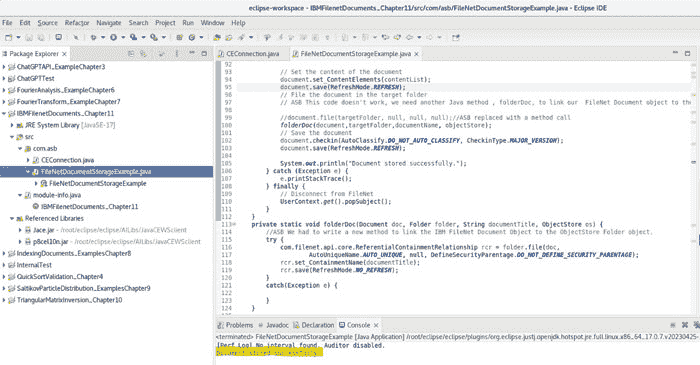 eclipse-workspace - IBMFilenetDocuments_Chapter11/src/com/asb/FileNetDocumentStorageExample.java - Eclipse IDE
File Edit Source Refactor Navigate Search Project Run Window Help
Package Explorer
ChatGPTAPI_ExampleChapter3
ChatGPTTest
FourierAnalysis_ExampleChapter6
FourierTransform_ExampleChapter7
IBMFilenetDocuments_Chapter11
JRE System Library [JavaSE-17]
src
com.asb
CEConnection.java
FileNetDocumentStorageExample.java
FileNetDocumentStorageExample
module-info.java
IBMFilenetDocuments_Chapter11
Referenced Libraries
Jace.jar - /root/eclipse/eclipse/AILibs/JavaCEWSclient
p8cel10n.jar - /root/eclipse/eclipse/AILibs/JavaCEWSclient
IndexingDocuments_ExamplesChapter8
InternalTest
QuickSortValidation_Chapter4
SaltikovParticleDistribution_ExamplesChapter9
TriangularMatrixInversion_Chapter10
CEConnection.java
FileNetDocumentStorageExample.java
92
93 // Set the content of the document
94 document.set_ContentElements(contentList);
95 document.save(RefreshMode.REFRESH);
96 // File the document in the target folder
97 // ASB This code doesn't work, we need another Java method , folderDoc, to link our FileNet Document object to the
98
99 //document.file(targetFolder, null, null, null);//ASB replaced with a method call
100 folderDoc(document,targetFolder,documentName, objectStore);
101 // Save the document
102 document.checkin(AutoClassify.DO_NOT_AUTO_CLASSIFY, CheckinType.MAJOR_VERSION);
103 document.save(RefreshMode.REFRESH);
104
105 System.out.println("Document stored successfully.");
106 } catch (Exception e) {
107 e.printStackTrace();
108 } finally {
109 // Disconnect from FileNet
110 UserContext.get().popSubject();
111 }
112 }
113 private static void folderDoc(Document doc, Folder folder, String documentTitle, ObjectStore os) {
114 //ASB We had to write a new method to link the IBM FileNet Document Object to the ObjectStore Folder object.
115 try {
116 com.filenet.api.core.ReferentialContainmentRelationship rcr = folder.file(doc,
117 AutoUniqueName.AUTO_UNIQUE, null, DefineSecurityParentage.DO_NOT_DEFINE_SECURITY_PARENTAGE);
118 rcr.set_ContainmentName(documentTitle);
119 rcr.save(RefreshMode.NO_REFRESH);
120 }
121 catch(Exception e) {
122
123 }
124 }
Problems Javadoc Declaration Console
<terminated> FileNetDocumentStorageExample [Java Application] /root/eclipse/eclipse/plugins/org.eclipse.justj.openjdk.hotspot.jre.full.linux.x86_64_17.0.7.v20230425-
[Perf Log] No interval found. Auditor disabled.